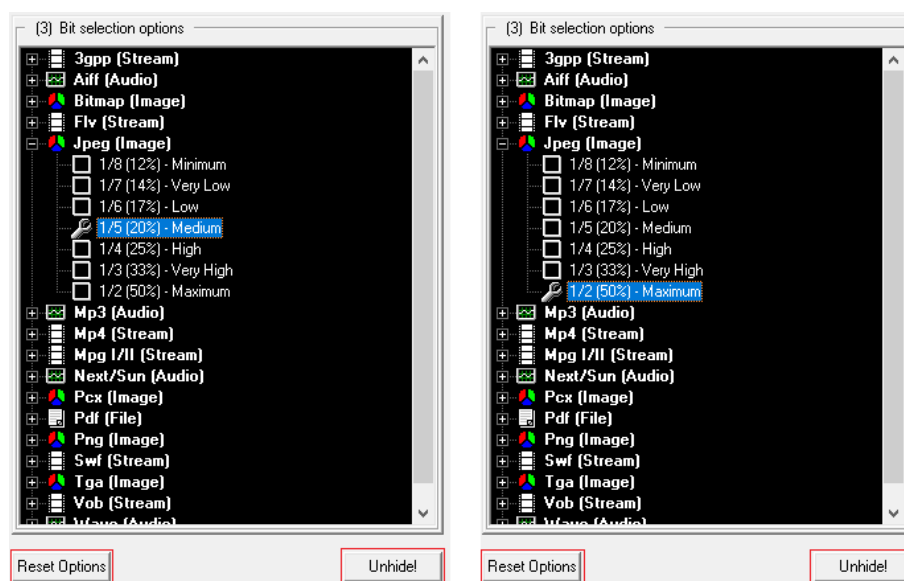 (3) Bit selection options
3gpp (Stream)
Aiff (Audio)
Bitmap (Image)
Flv (Stream)
Jpeg (Image)
1/8 (12%) - Minimum
1/7 (14%) - Very Low
1/6 (17%) - Low
1/5 (20%) - Medium
1/4 (25%) - High
1/3 (33%) - Very High
1/2 (50%) - Maximum
Mp3 (Audio)
Mp4 (Stream)
Mpg I/II (Stream)
Next/Sun (Audio)
Pcx (Image)
Pdf (File)
Png (Image)
Swf (Stream)
Tga (Image)
Vob (Stream)
Wave (Audio)
Reset Options
Unhide!
(3) Bit selection options
3gpp (Stream)
Aiff (Audio)
Bitmap (Image)
Flv (Stream)
Jpeg (Image)
1/8 (12%) - Minimum
1/7 (14%) - Very Low
1/6 (17%) - Low
1/5 (20%) - Medium
1/4 (25%) - High
1/3 (33%) - Very High
1/2 (50%) - Maximum
Mp3 (Audio)
Mp4 (Stream)
Mpg I/II (Stream)
Next/Sun (Audio)
Pcx (Image)
Pdf (File)
Png (Image)
Swf (Stream)
Tga (Image)
Vob (Stream)
Wave (Audio)
Reset Options
Unhide!